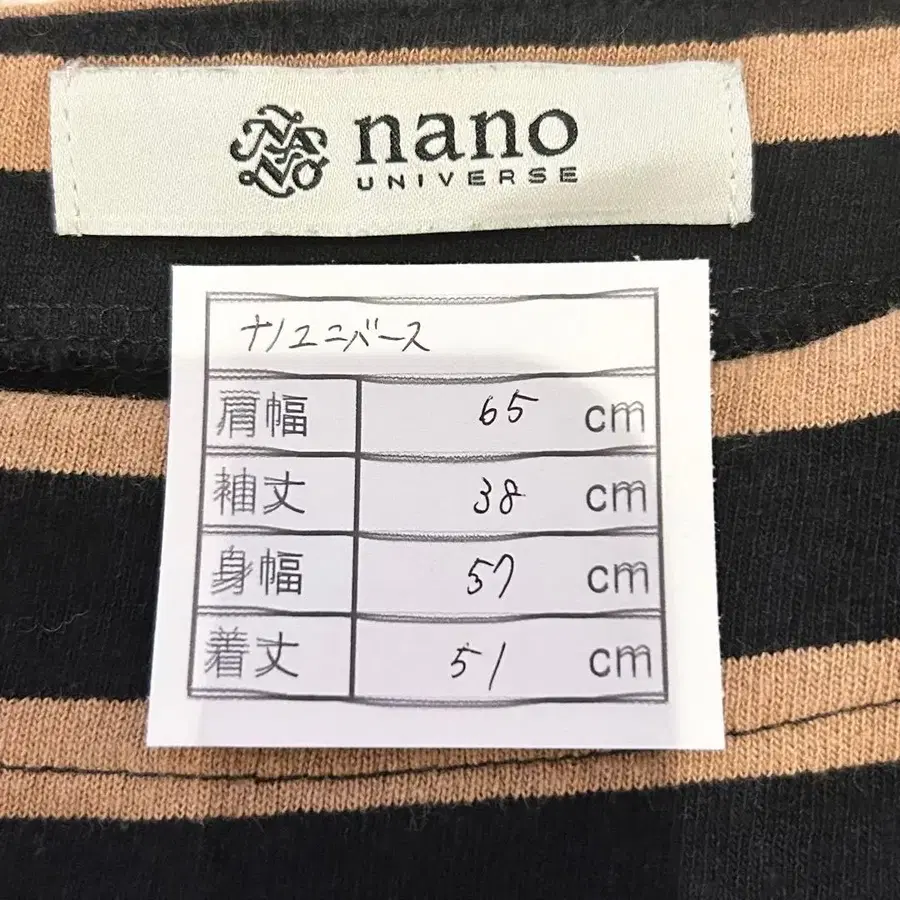 NANO
nano
UNIVERSE
ナノユニバース
肩幅 65 cm
袖丈 38 cm
身幅 57 cm
着丈 51 cm